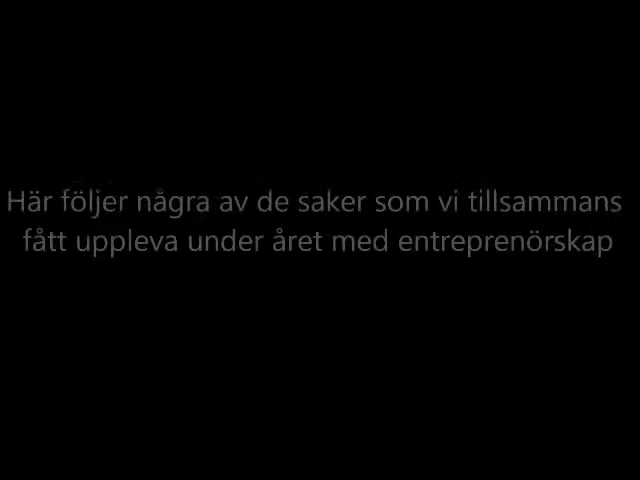 Här följer några av de saker som vi tillsammans
fått uppleva under året med entreprenörskap